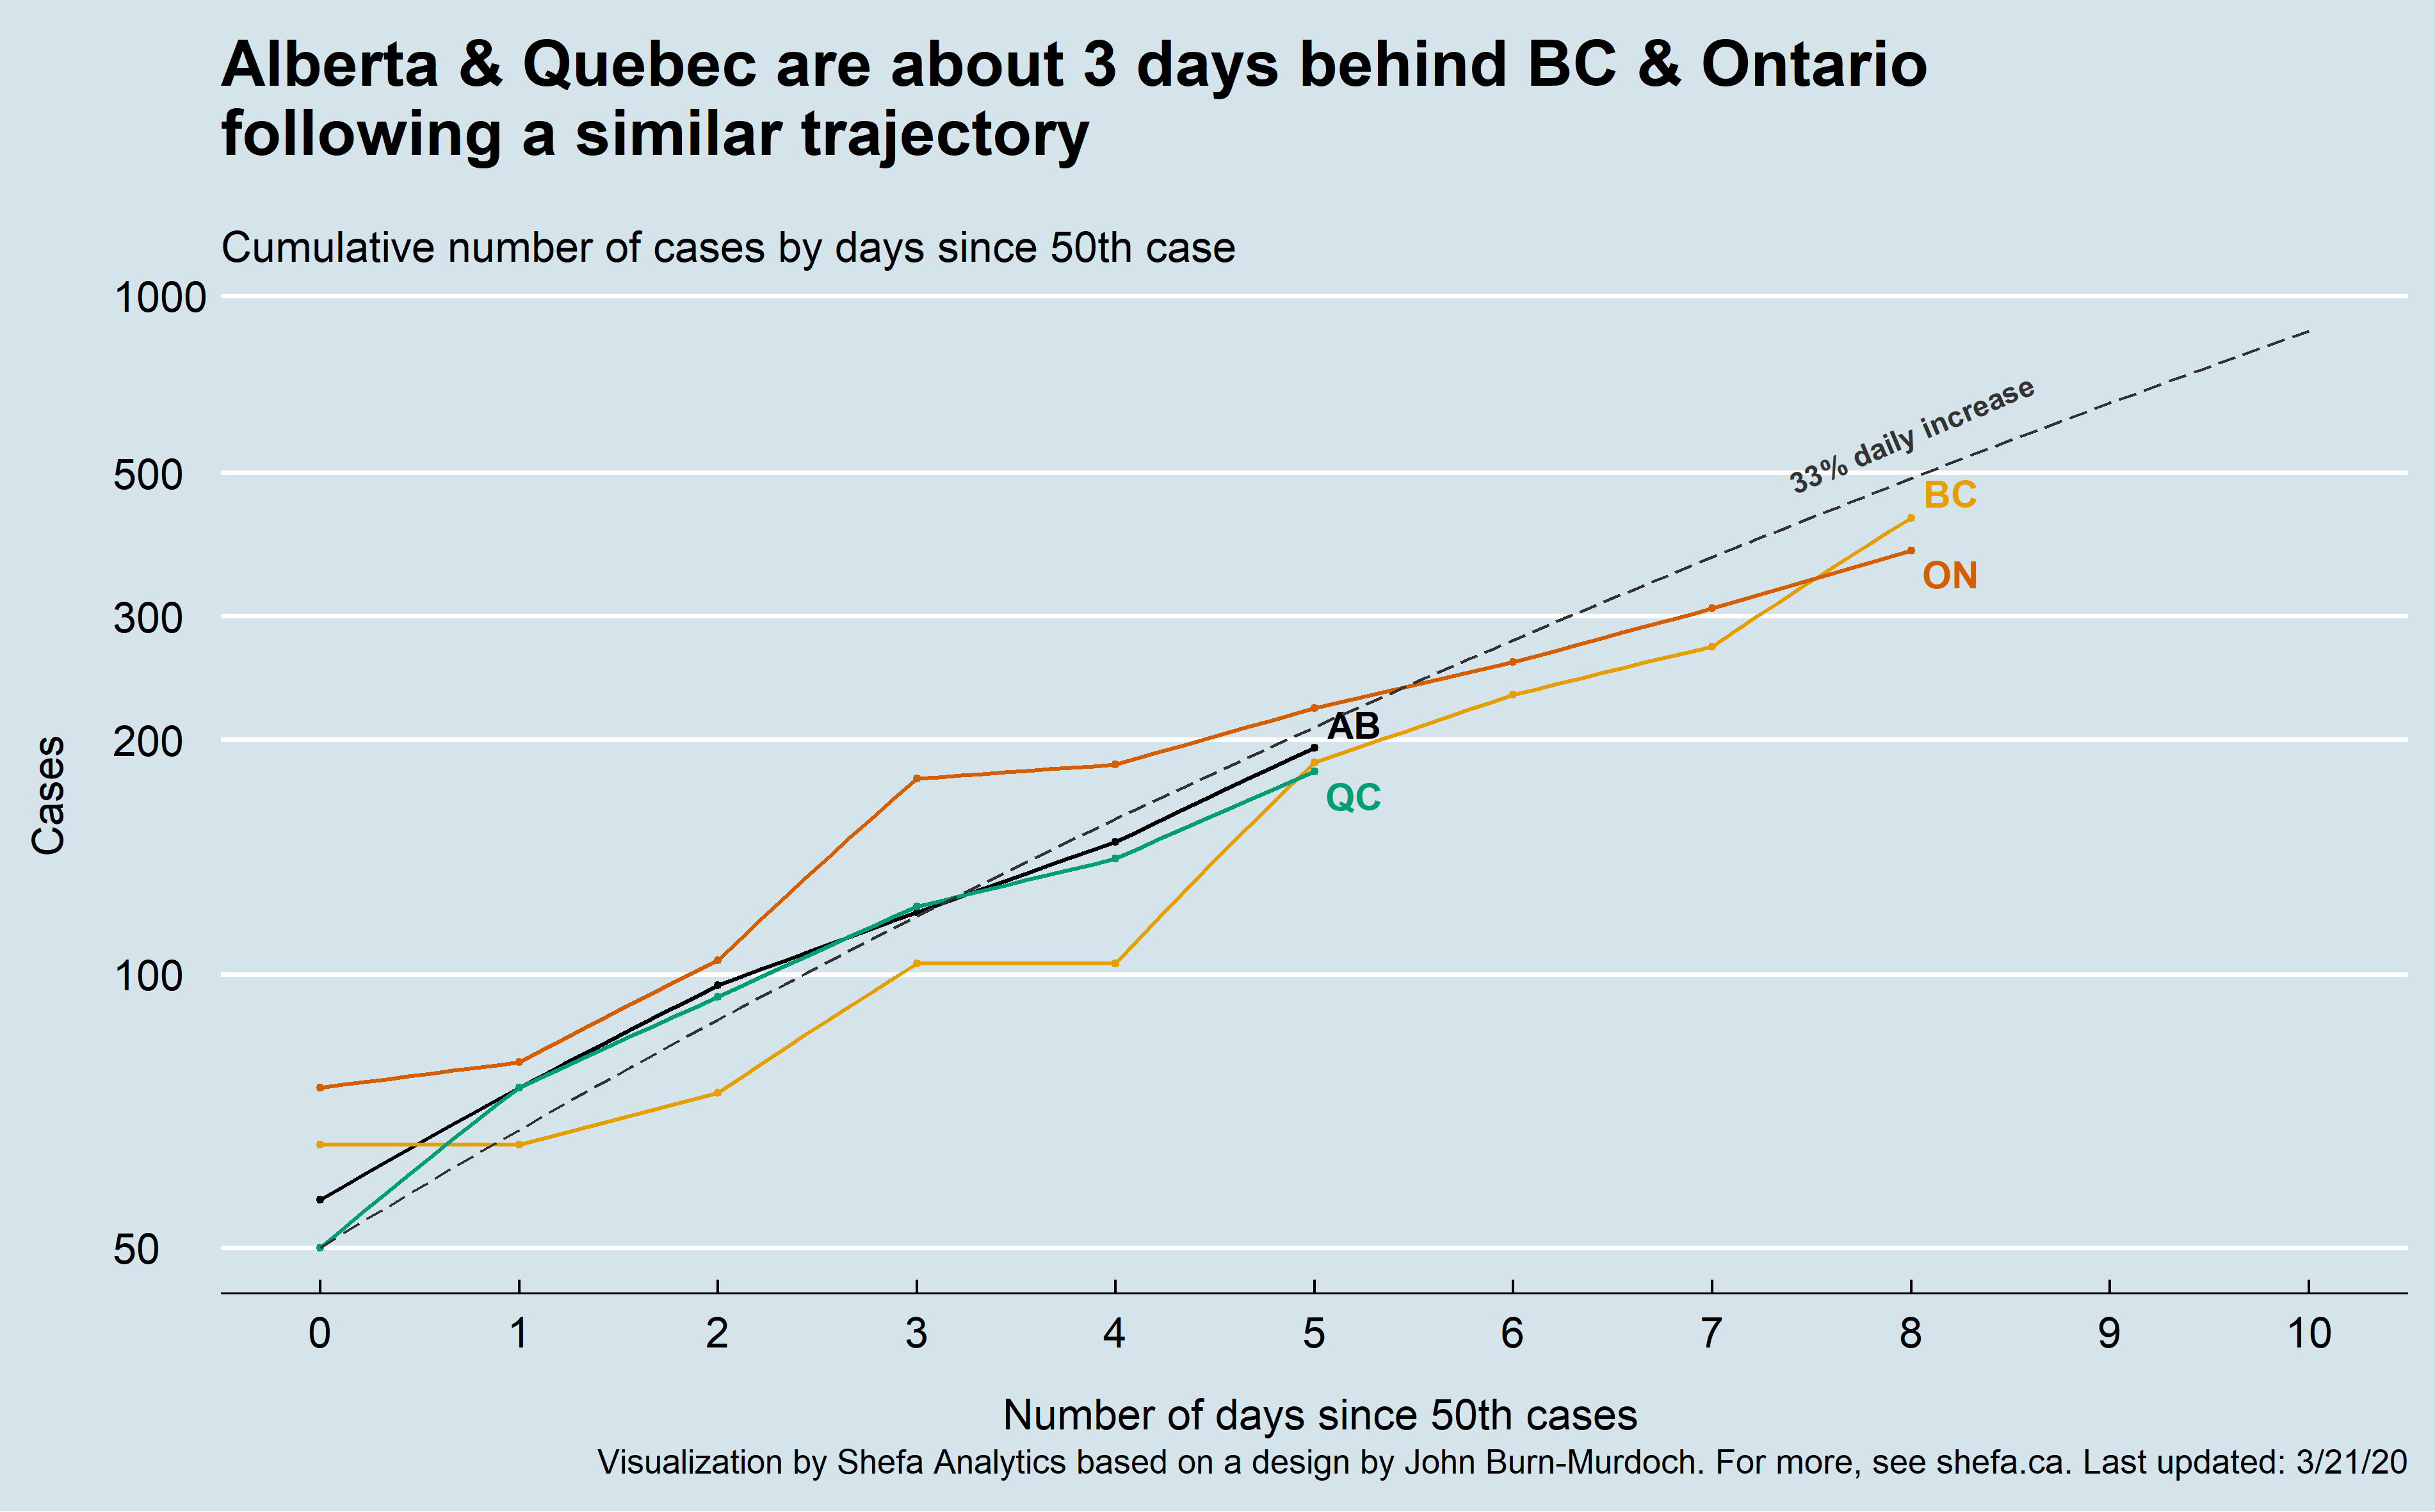 Alberta & Quebec are about 3 days behind BC & Ontario
following a similar trajectory
Cumulative number of cases by days since 50th case
1000
33% daily increase
500
BC
ON
300
AB
200
QC
Cases
100
50
0 1 2 3 4 5 6 7 8 9 10
Number of days since 50th cases
Visualization by Shefa Analytics based on a design by John Burn-Murdoch. For more, see shefa.ca. Last updated: 3/21/20